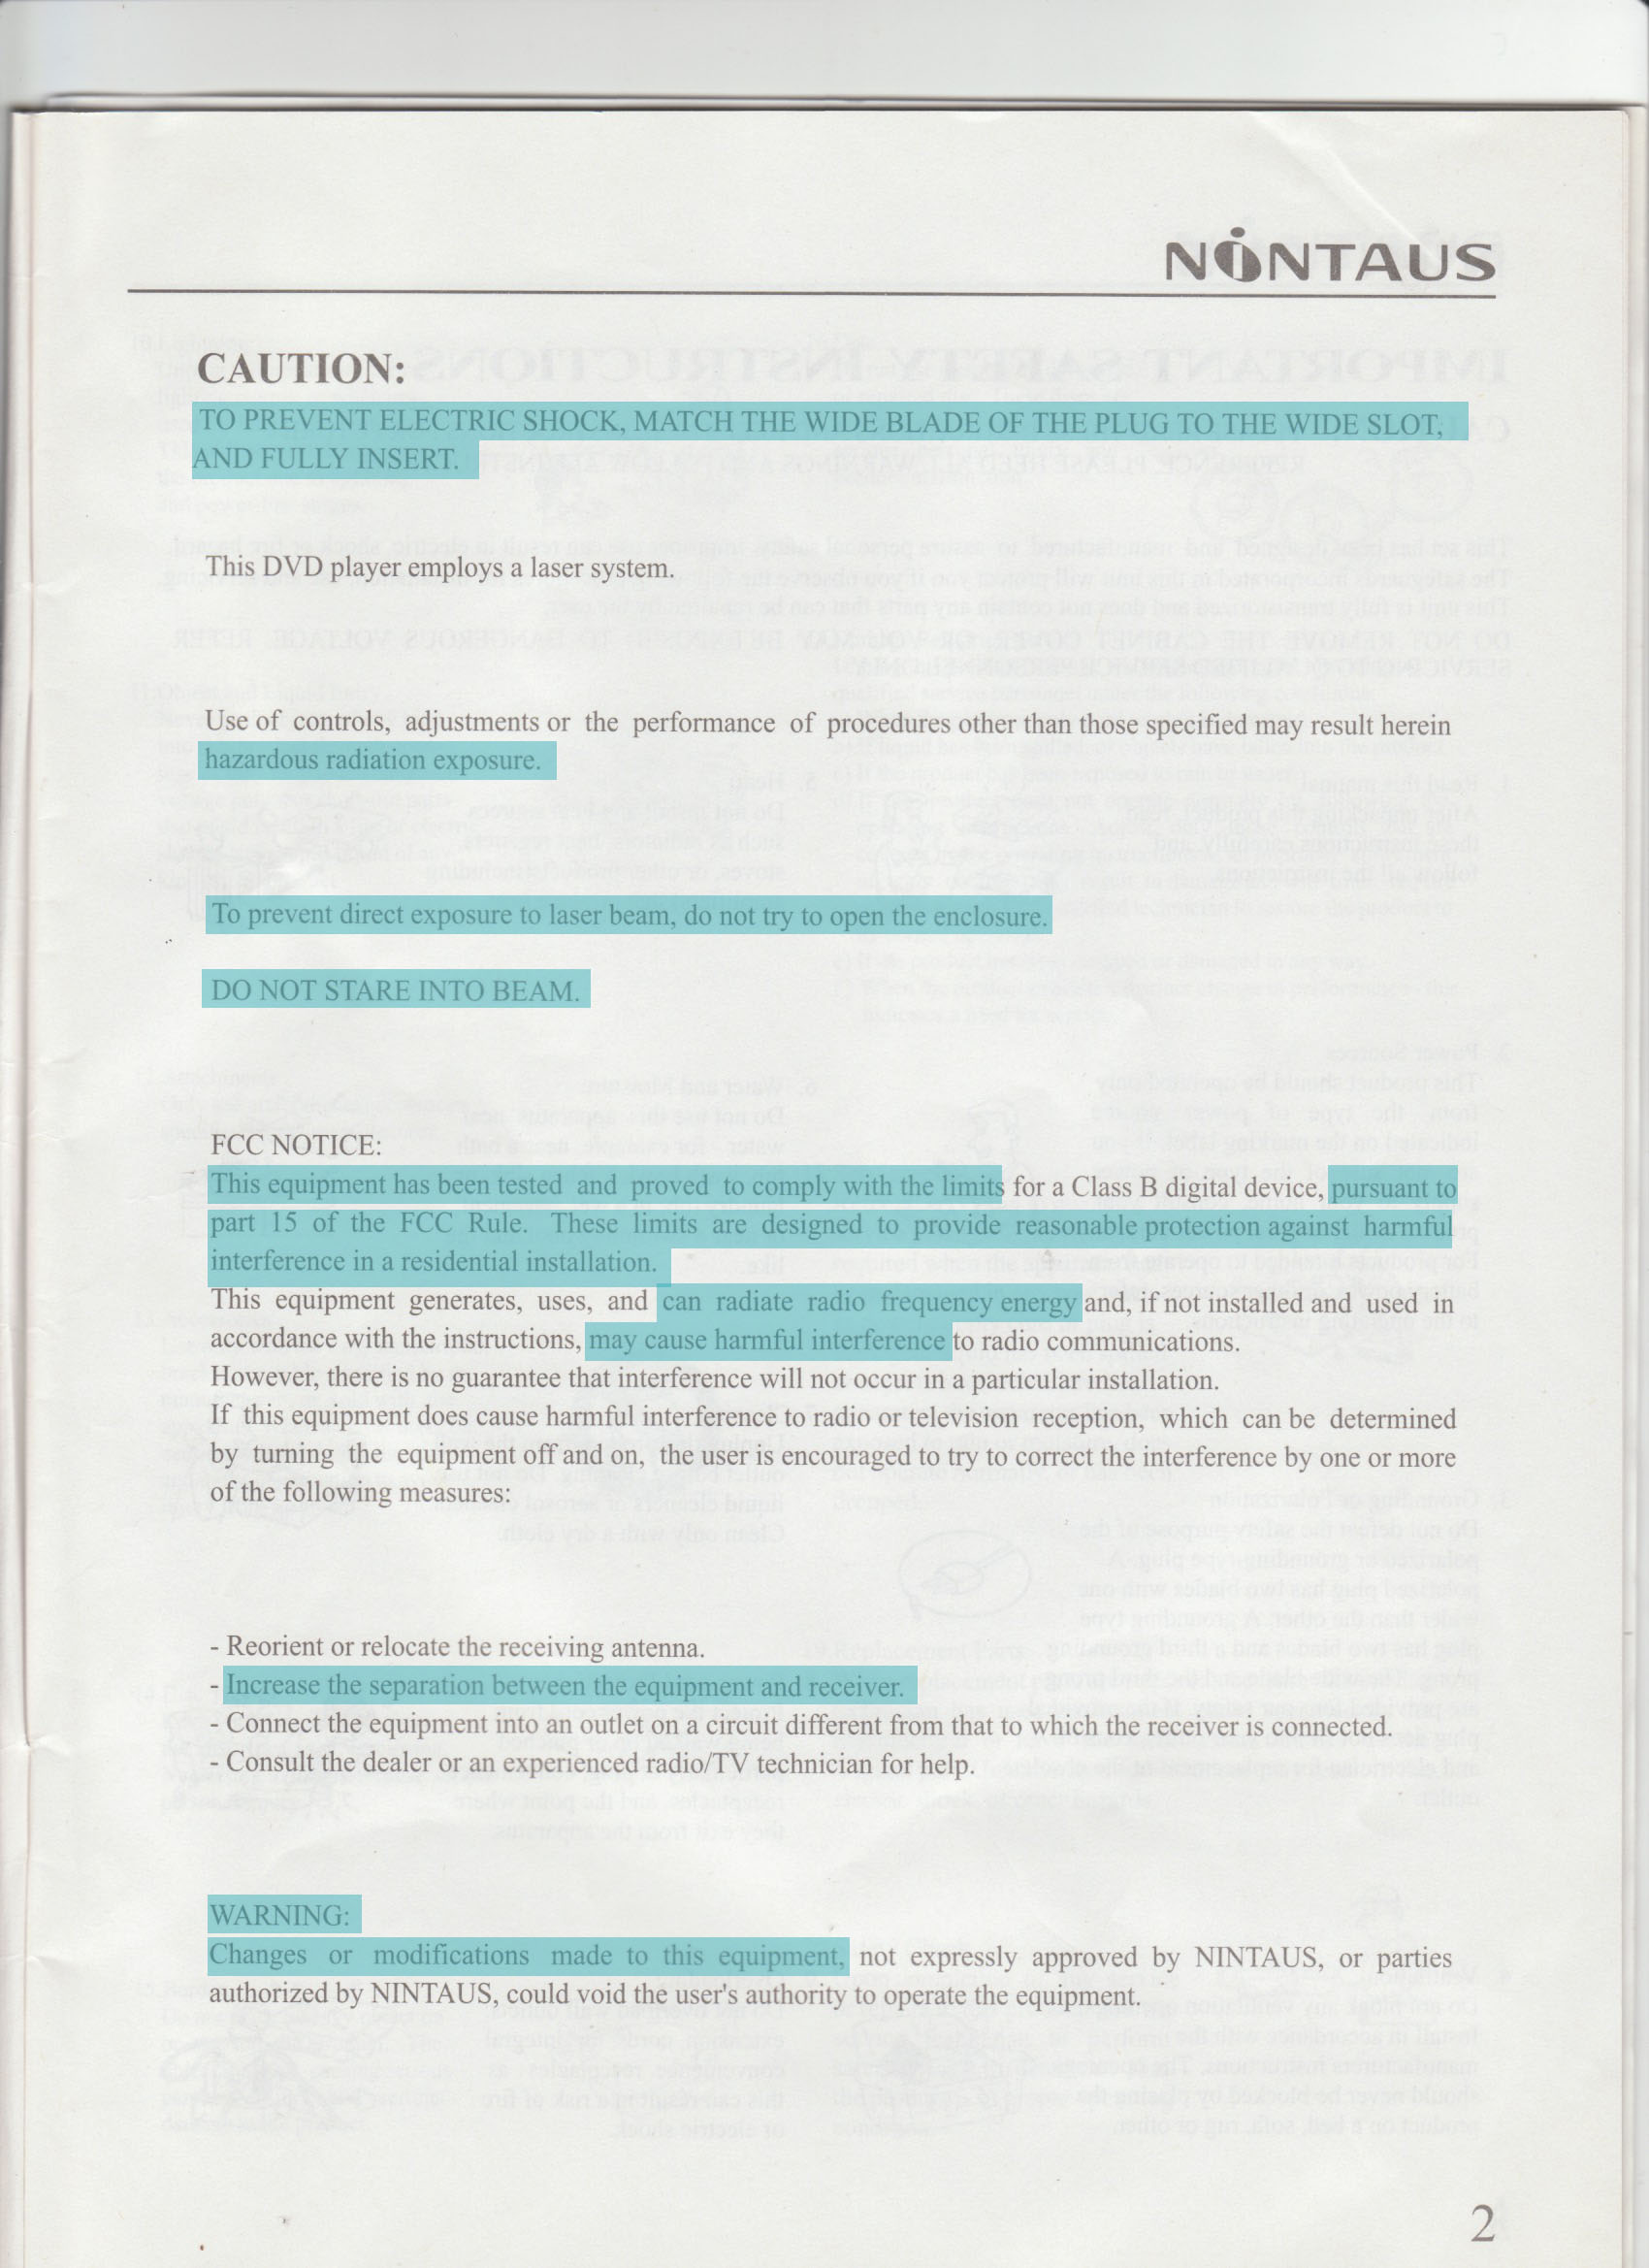 NINTAUS
CAUTION:
TO PREVENT ELECTRIC SHOCK, MATCH THE WIDE BLADE OF THE PLUG TO THE WIDE SLOT,
AND FULLY INSERT.
This DVD player employs a laser system.
Use of controls, adjustments or the performance of procedures other than those specified may result herein
hazardous radiation exposure.
To prevent direct exposure to laser beam, do not try to open the enclosure.
DO NOT STARE INTO BEAM.
FCC NOTICE:
This equipment has been tested and proved to comply with the limits for a Class B digital device, pursuant to
part 15 of the FCC Rule. These limits are designed to provide reasonable protection against harmful
interference in a residential installation.
This equipment generates, uses, and can radiate radio frequency energy and, if not installed and used in
accordance with the instructions, may cause harmful interference to radio communications.
However, there is no guarantee that interference will not occur in a particular installation.
If this equipment does cause harmful interference to radio or television reception, which can be determined
by turning the equipment off and on, the user is encouraged to try to correct the interference by one or more
of the following measures:
- Reorient or relocate the receiving antenna.
- Increase the separation between the equipment and receiver.
- Connect the equipment into an outlet on a circuit different from that to which the receiver is connected.
- Consult the dealer or an experienced radio/TV technician for help.
WARNING:
Changes or modifications made to this equipment, not expressly approved by NINTAUS, or parties
authorized by NINTAUS, could void the user's authority to operate the equipment.
2